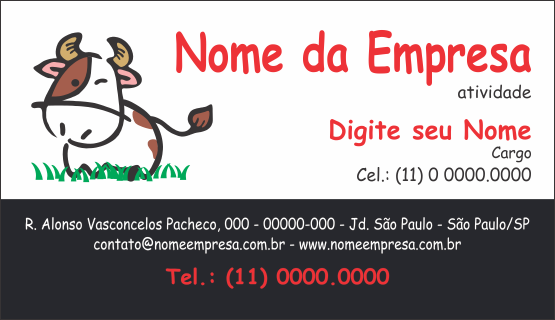 Nome da Empresa
atividade
Digite seu Nome
Cargo
Cel.: (11) 0 0000.0000
R. Alonso Vasconcelos Pacheco, 000 - 00000-000 - Jd. São Paulo - São Paulo/SP
contato@nomeempresa.com.br - www.nomeempresa.com.br
Tel.: (11) 0000.0000